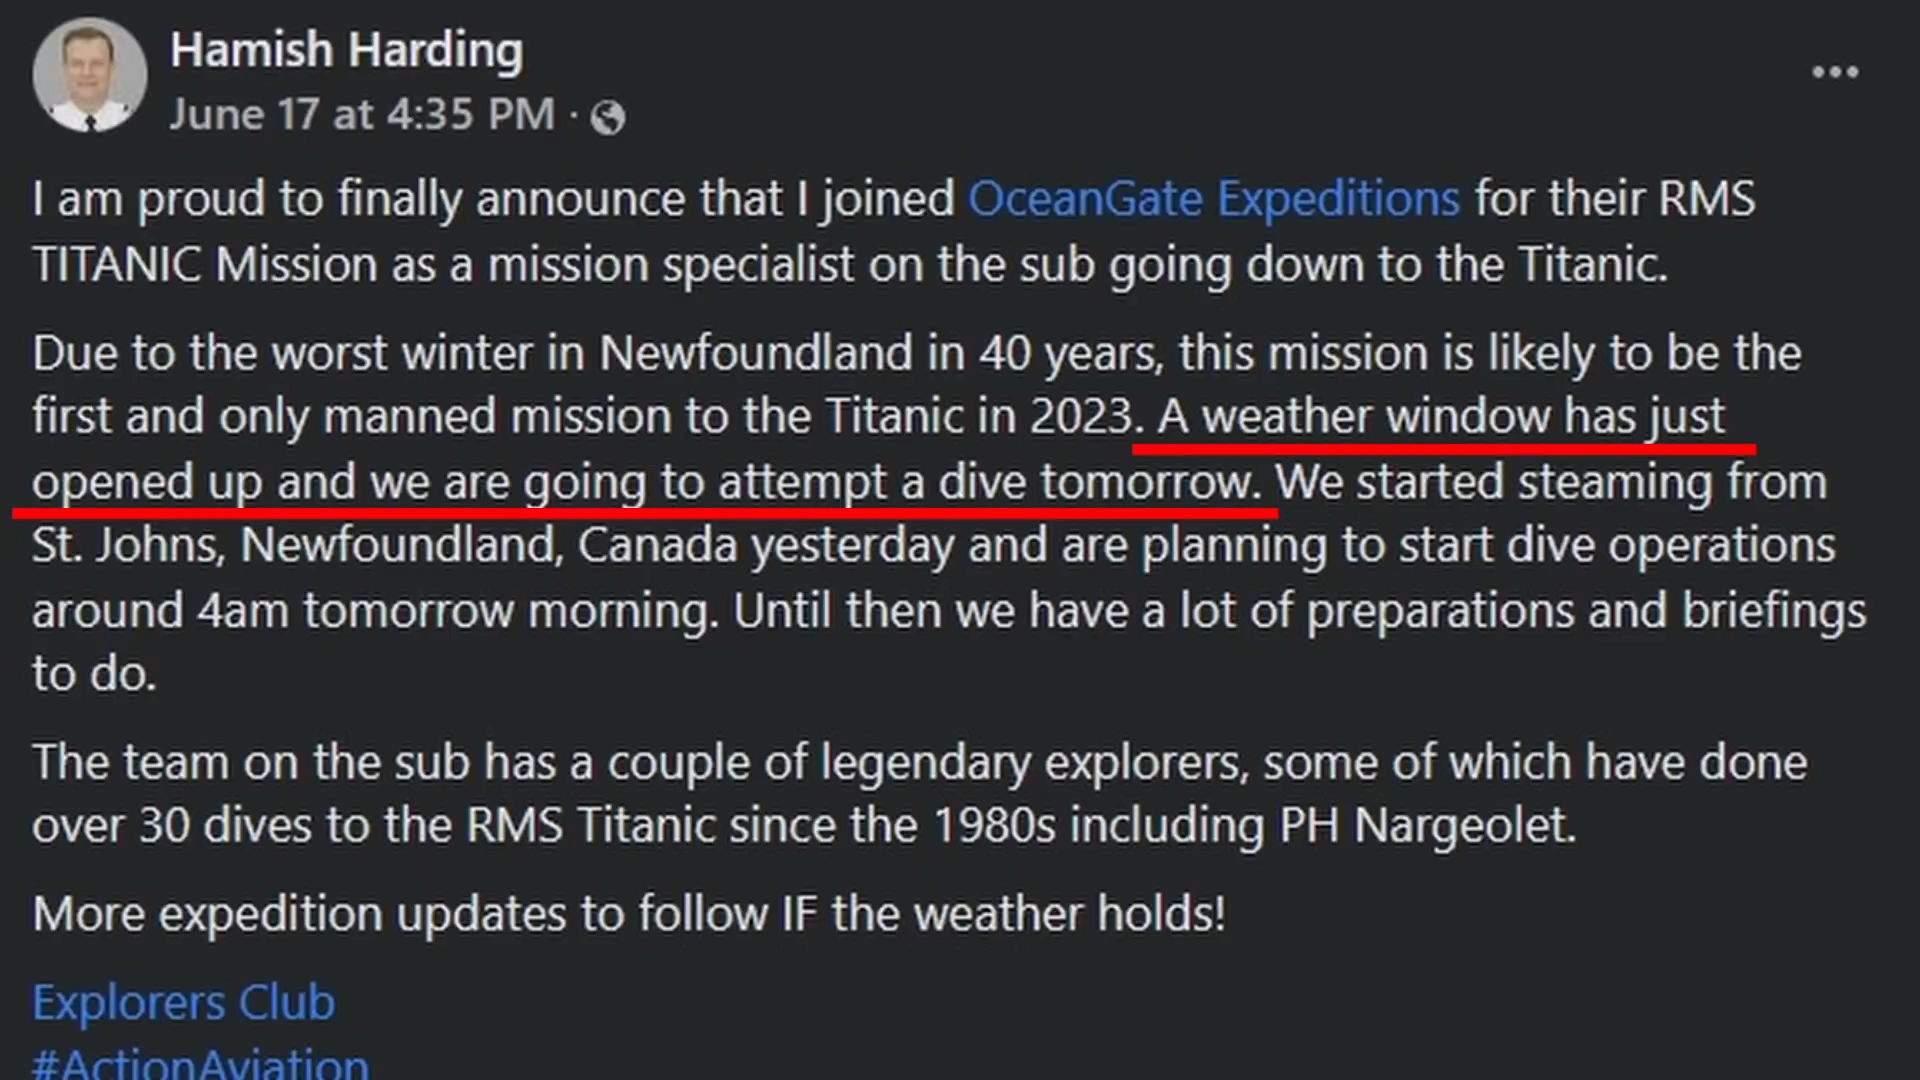 Hamish Harding
June 17 at 4:35 PM ·
I am proud to finally announce that I joined OceanGate Expeditions for their RMS
TITANIC Mission as a mission specialist on the sub going down to the Titanic.
Due to the worst winter in Newfoundland in 40 years, this mission is likely to be the
first and only manned mission to the Titanic in 2023. A weather window has just
opened up and we are going to attempt a dive tomorrow. We started steaming from
St. Johns, Newfoundland, Canada yesterday and are planning to start dive operations
around 4am tomorrow morning. Until then we have a lot of preparations and briefings
to do.
The team on the sub has a couple of legendary explorers, some of which have done
over 30 dives to the RMS Titanic since the 1980s including PH Nargeolet.
More expedition updates to follow IF the weather holds!
Explorers Club
#ActionAviation